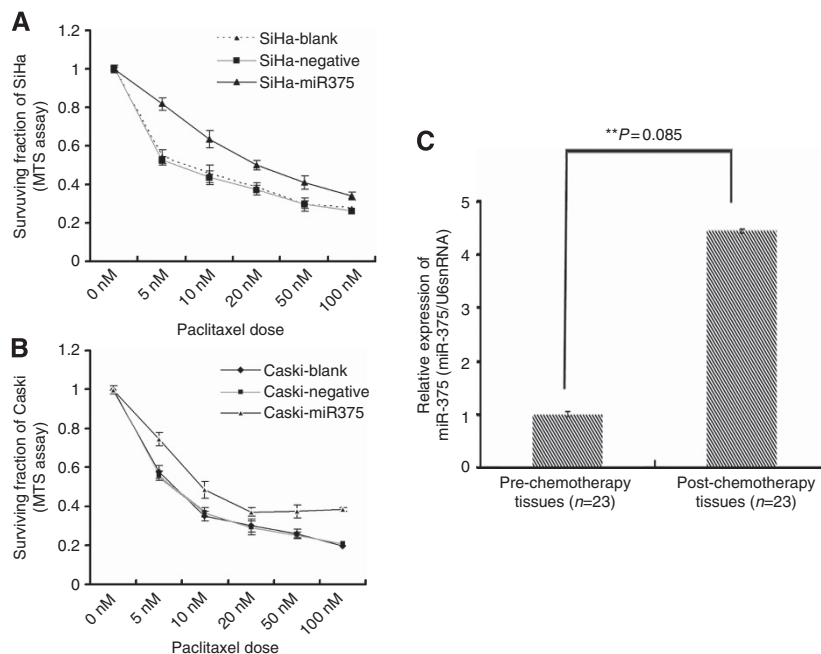 A
1.2
1
0.8
0.6
0.4
0.2
0
Survuving fraction of SiHa
(MTS assay)
SiHa-blank
SiHa-negative
SiHa-miR375
0 nM
5 nM
10 nM
20 nM
50 nM
100 nM
Paclitaxel dose
B
1.2
1
0.8
0.6
0.4
0.2
0
Surviving fraction of Caski
(MTS assay)
Caski-blank
Caski-negative
Caski-miR375
0 nM
5 nM
10 nM
20 nM
50 nM
100 nM
Paclitaxel dose
C
**P=0.085
5
4
3
2
1
0
Relative expression of
miR-375 (miR-375/U6snRNA)
Pre-chemotherapy
tissues (n=23)
Post-chemotherapy
tissues (n=23)